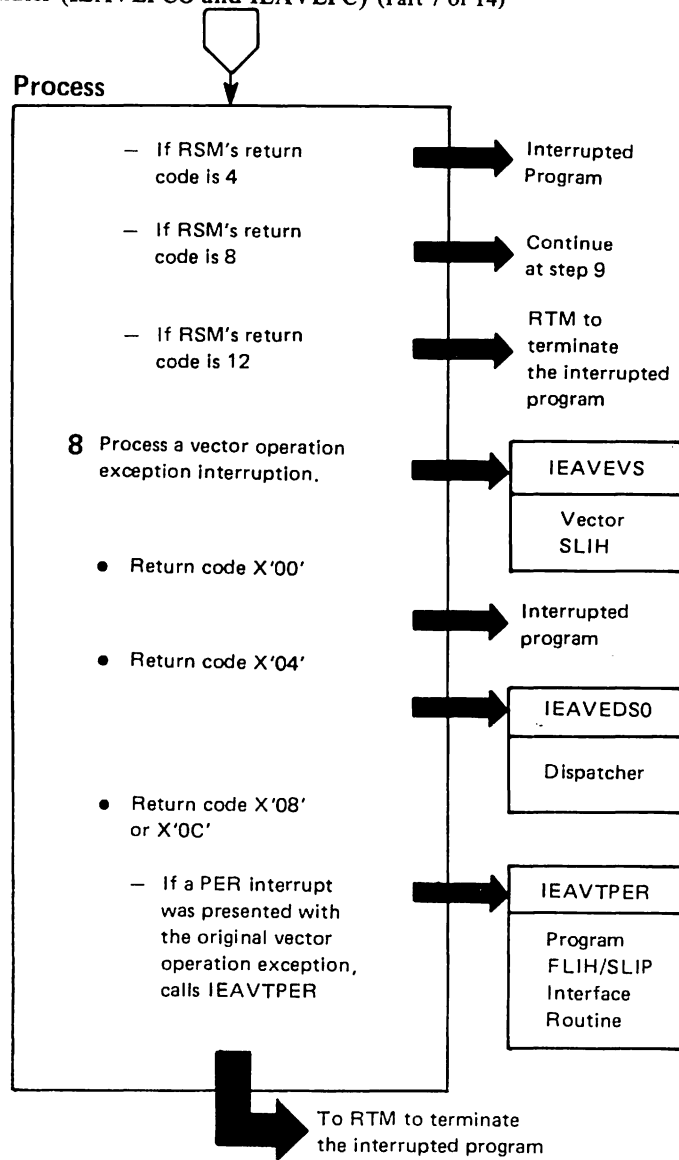 (IEAVEPCO and IEAVEPC) (Part 7 of 14)
Process
— If RSM's return
code is 4
Interrupted
Program
— If RSM's return
code is 8
Continue
at step 9
— If RSM's return
code is 12
RTM to
terminate
the interrupted
program
8 Process a vector operation
exception interruption.
IEAVEVS
Vector
SLIH
• Return code X'00'
Interrupted
program
• Return code X'04'
IEAVEDS0
Dispatcher
• Return code X'08'
or X'0C'
— If a PER interrupt
was presented with
the original vector
operation exception,
calls IEAVTPER
IEAVTPER
Program
FLIH/SLIP
Interface
Routine
To RTM to terminate
the interrupted program